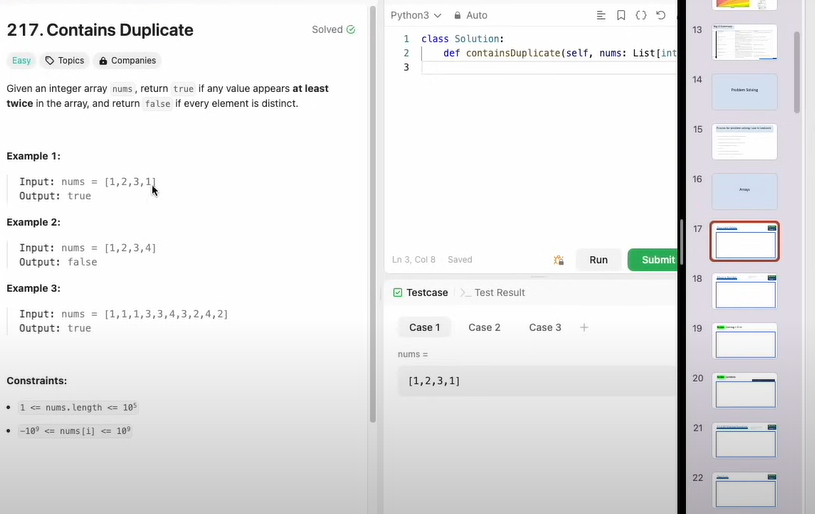 217. Contains Duplicate
Solved
Easy
Topics
Companies
Given an integer array nums, return true if any value appears at least
twice in the array, and return false if every element is distinct.
Example 1:
Input: nums = [1,2,3,1]
Output: true
Example 2:
Input: nums = [1,2,3,4]
Output: false
Example 3:
Input: nums = [1,1,1,3,3,4,3,2,4,2]
Output: true
Constraints:
1 <= nums.length <= 10⁵
-10⁹ <= nums[i] <= 10⁹
Python3
Auto
1 class Solution:
2 def containsDuplicate(self, nums: List[int
3
Ln 3, Col 8 Saved
Run
Submit
Testcase
Test Result
Case 1
Case 2
Case 3
nums =
[1,2,3,1]
13
14
Problem Solving
15
16
Arrays
17
18
19
20
21
22